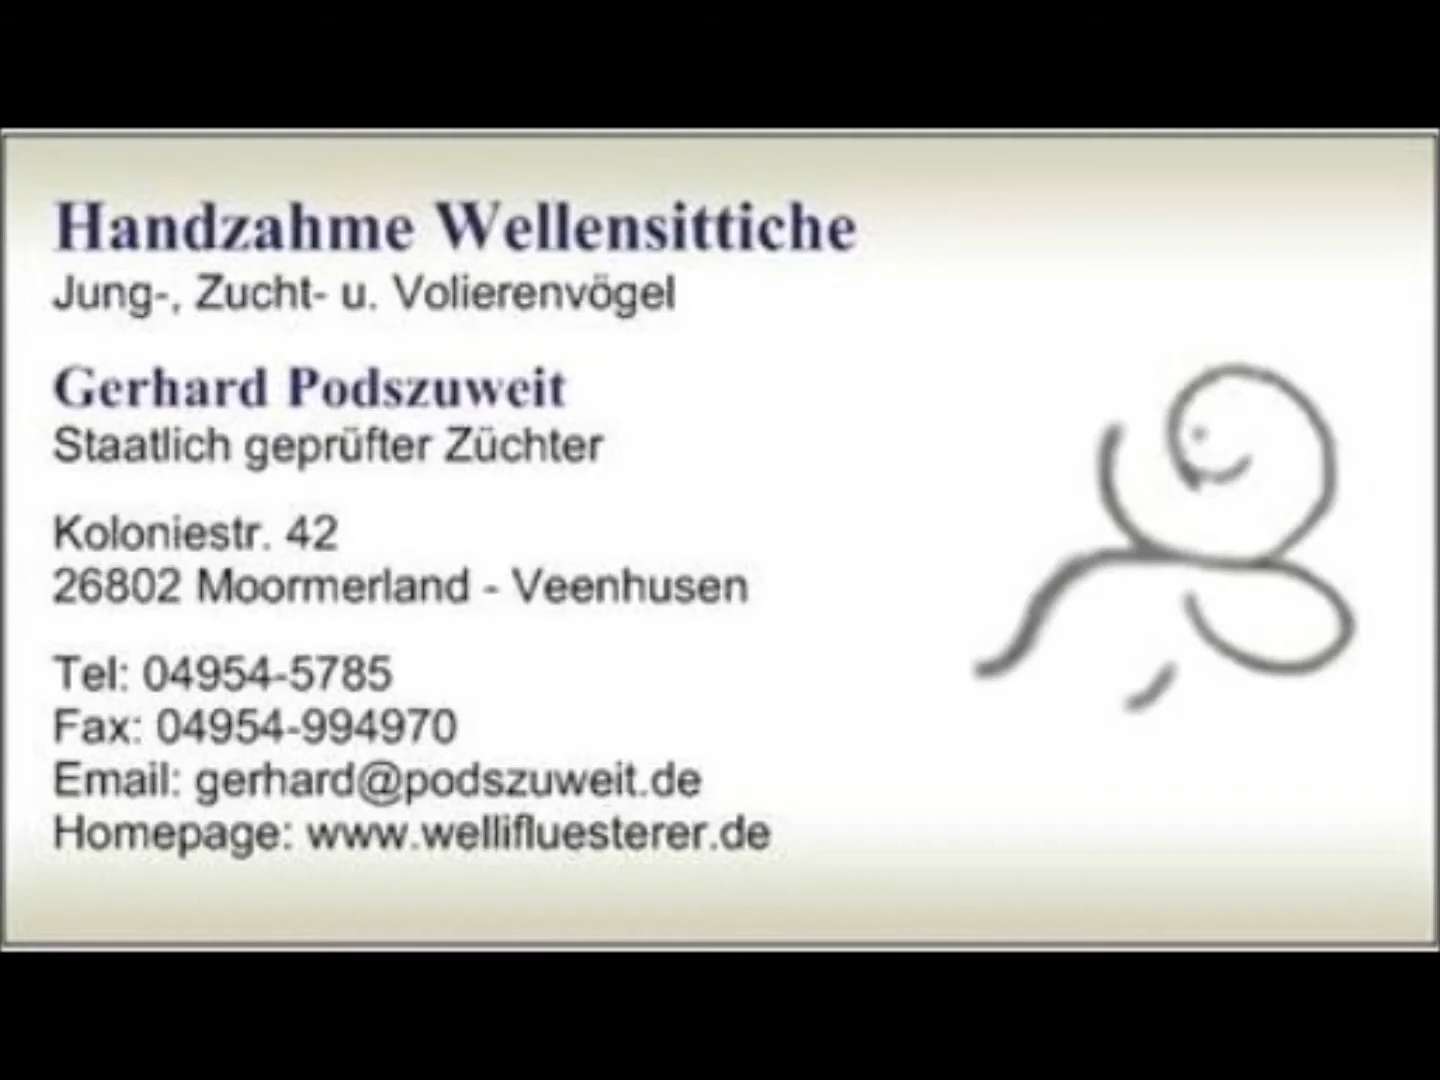 Handzahme Wellensittiche
Jung-, Zucht- u. Volierenvögel
Gerhard Podszuweit
Staatlich geprüfter Züchter
Koloniestr. 42
26802 Moormerland - Veenhusen
Tel: 04954-5785
Fax: 04954-994970
Email: gerhard@podszuweit.de
Homepage: www.wellifluesterer.de